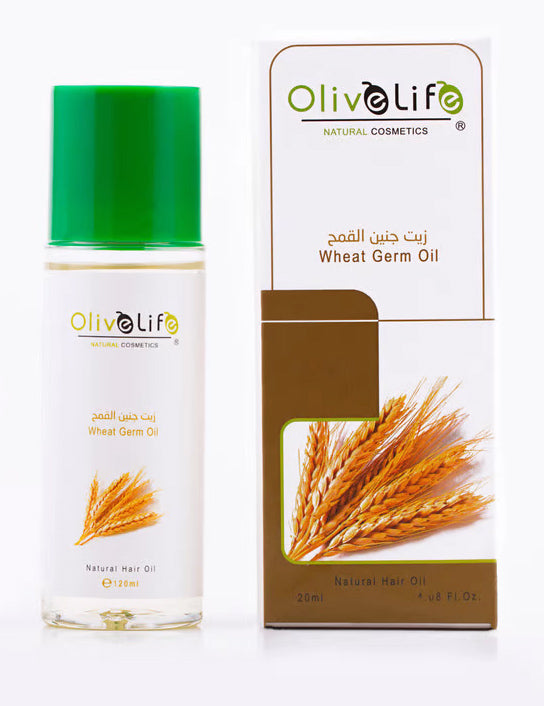 OliveLife
NATURAL COSMETICS
®
زيت جنين القمح
Wheat Germ Oil
Natural Hair Oil
℮120ml
OliveLife
NATURAL COSMETICS
®
زيت جنين القمح
Wheat Germ Oil
Natural Hair Oil
20ml Fl.Oz.